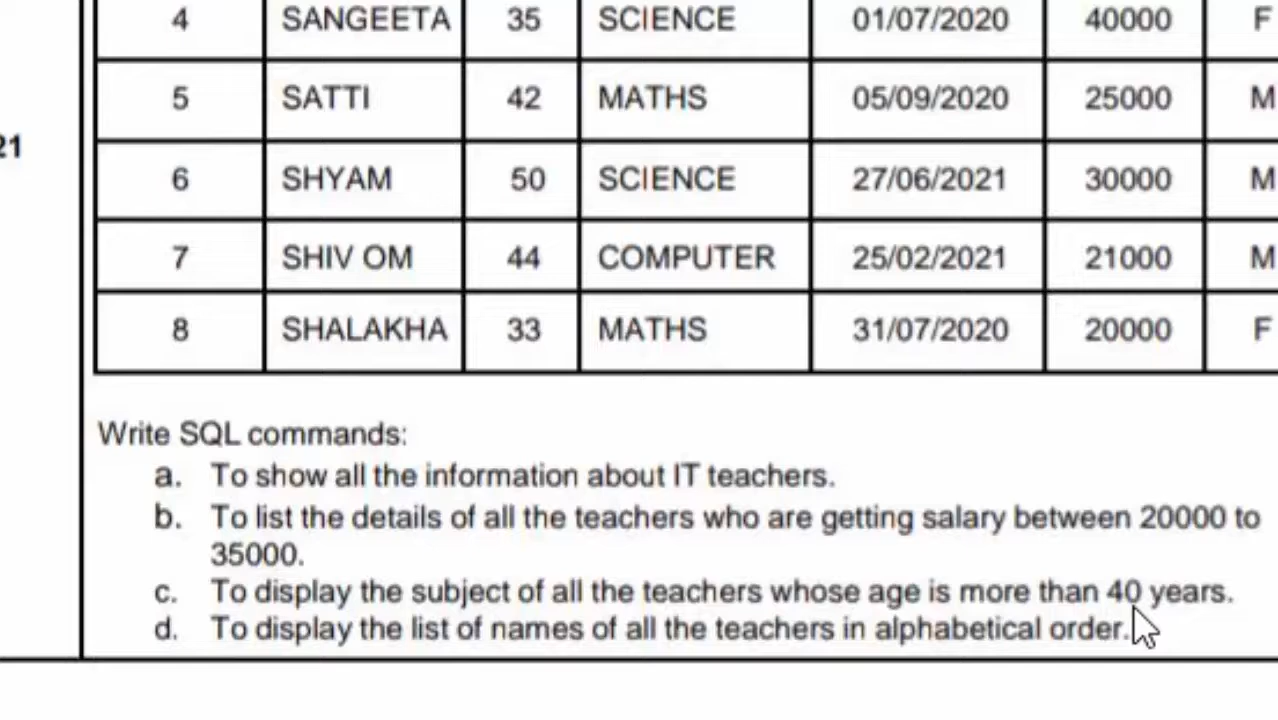 4 SANGEETA 35 SCIENCE 01/07/2020 40000 F
5 SATTI 42 MATHS 05/09/2020 25000 M
21
6 SHYAM 50 SCIENCE 27/06/2021 30000 M
7 SHIV OM 44 COMPUTER 25/02/2021 21000 M
8 SHALAKHA 33 MATHS 31/07/2020 20000 F
Write SQL commands:
a. To show all the information about IT teachers.
b. To list the details of all the teachers who are getting salary between 20000 to
35000.
c. To display the subject of all the teachers whose age is more than 40 years.
d. To display the list of names of all the teachers in alphabetical order.